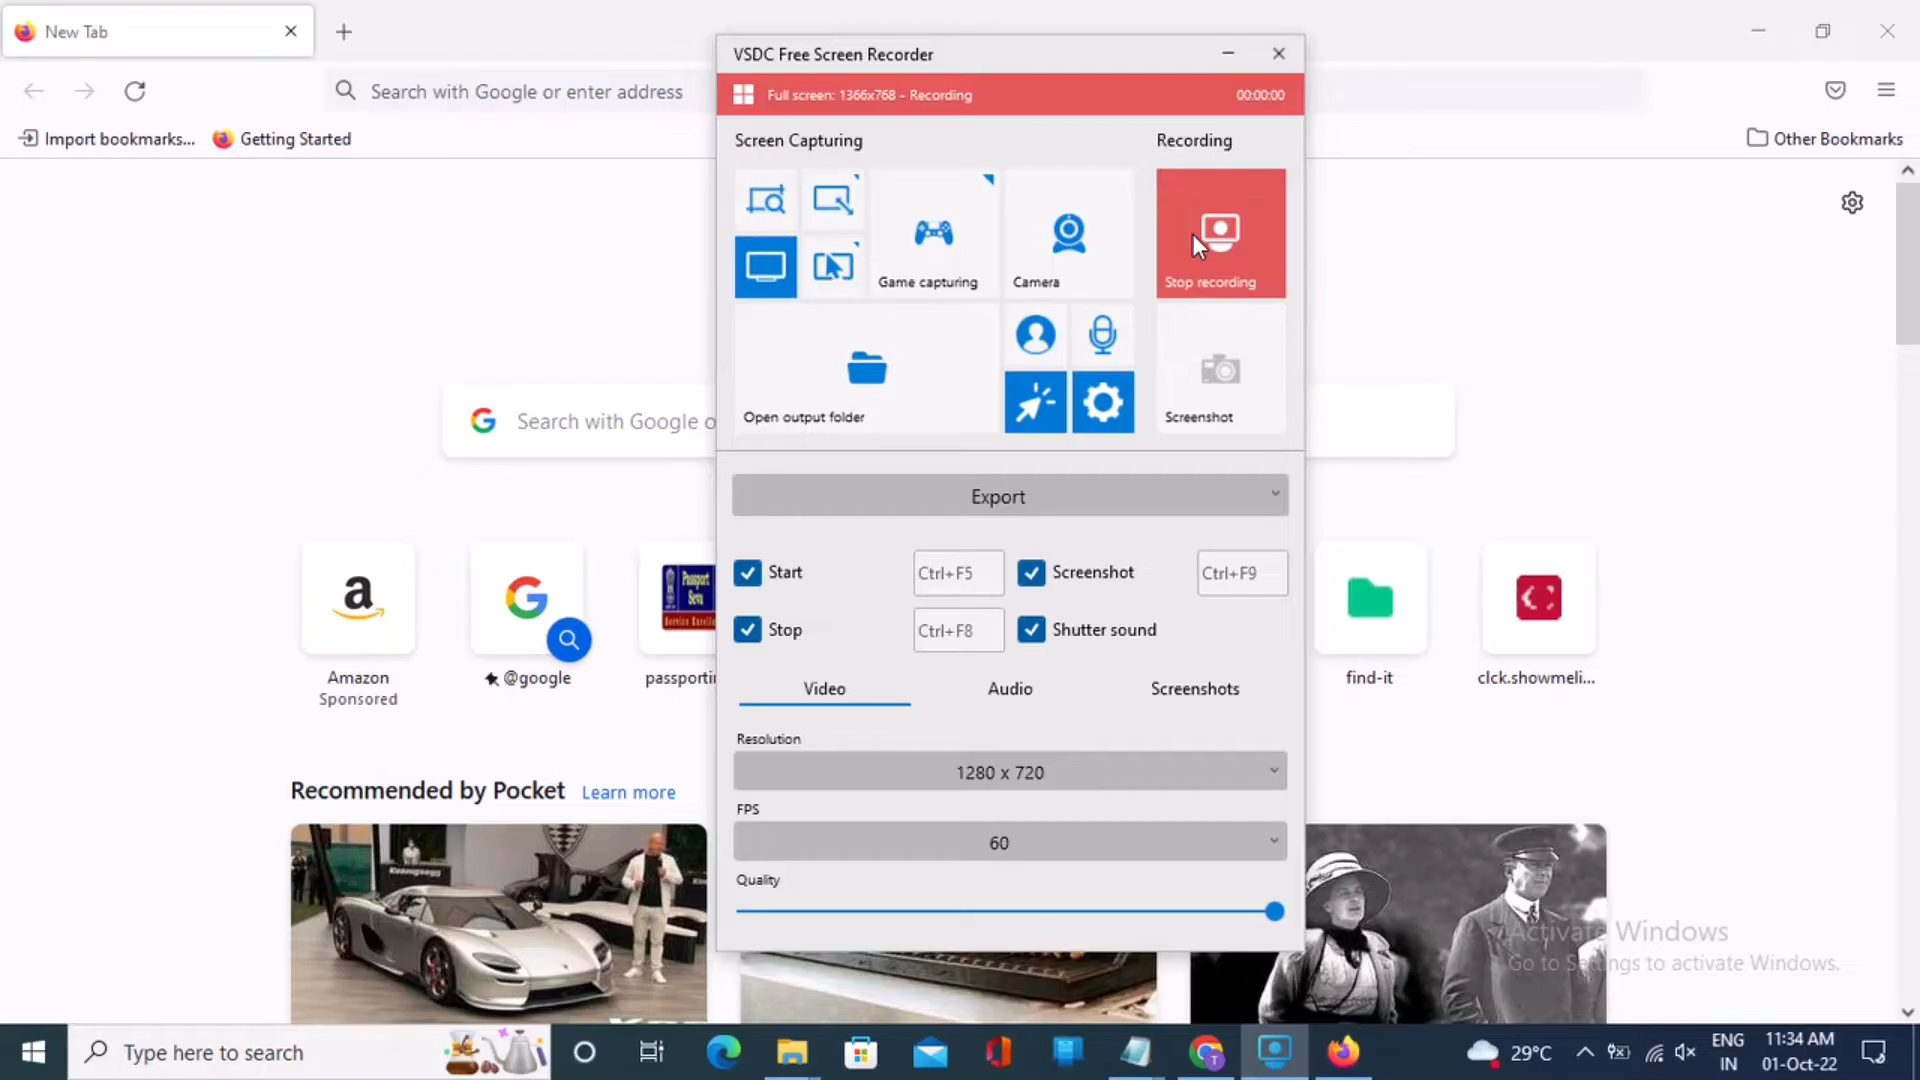 New Tab
Search with Google or enter address
Import bookmarks...
Getting Started
Other Bookmarks
VSDC Free Screen Recorder
Full screen: 1366x768 - Recording
00:00:00
Screen Capturing
Recording
Game capturing
Camera
Stop recording
Open output folder
Screenshot
Search with Google o
Export
Start
Ctrl+F5
Screenshot
Ctrl+F9
Stop
Ctrl+F8
Shutter sound
Video
Audio
Screenshots
Resolution
1280 x 720
FPS
60
Quality
a
Passport
Seva
Service Excellen
Amazon
Sponsored
@google
passporti
find-it
clck.showmeli...
Recommended by Pocket
Learn more
Koenigsegg
Activate Windows
Go to Settings to activate Windows.
Type here to search
T
29°C
ENG
IN
11:34 AM
01-Oct-22